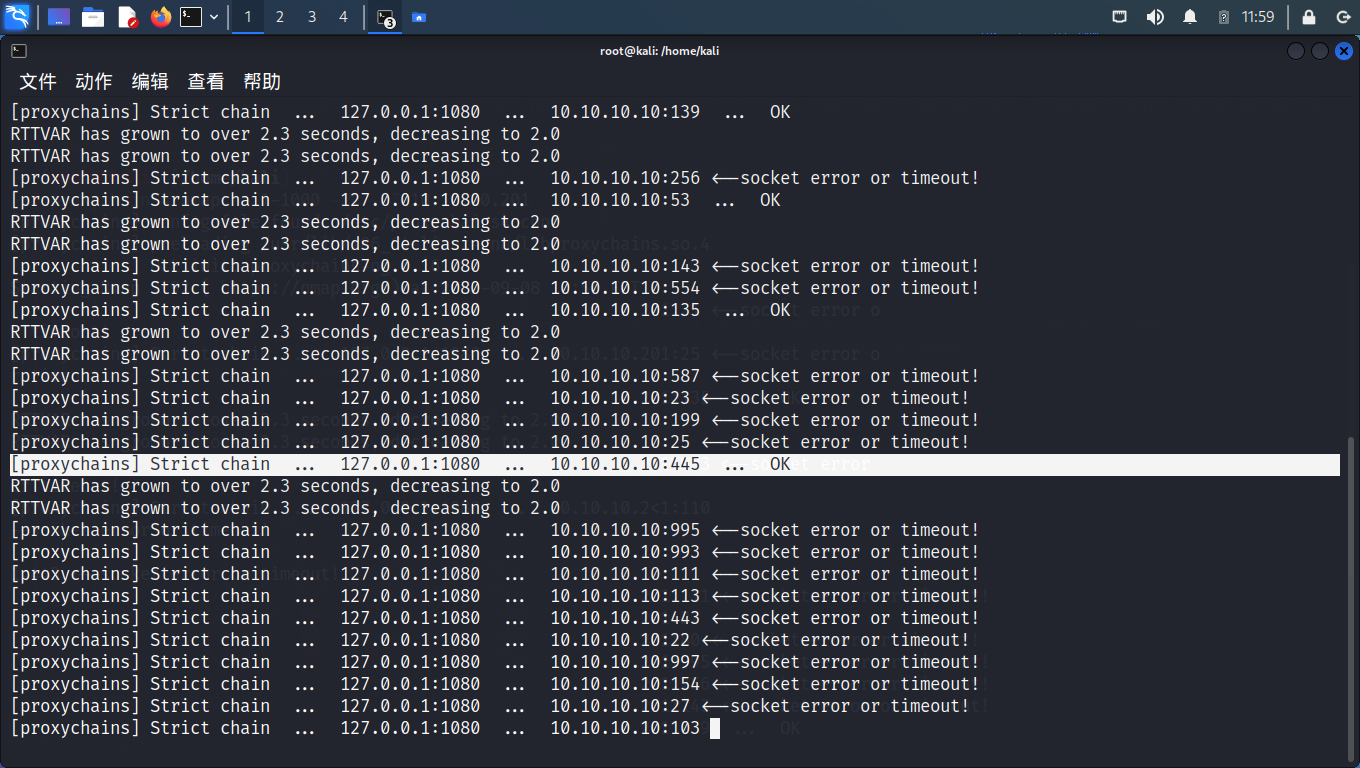 1 2 3 4 3 11:59
root@kali: /home/kali
文件 动作 编辑 查看 帮助
[proxychains] Strict chain ... 127.0.0.1:1080 ... 10.10.10.10:139 ... OK
RTTVAR has grown to over 2.3 seconds, decreasing to 2.0
RTTVAR has grown to over 2.3 seconds, decreasing to 2.0
[proxychains] Strict chain ... 127.0.0.1:1080 ... 10.10.10.10:256 <--socket error or timeout!
[proxychains] Strict chain ... 127.0.0.1:1080 ... 10.10.10.10:53 ... OK
RTTVAR has grown to over 2.3 seconds, decreasing to 2.0
RTTVAR has grown to over 2.3 seconds, decreasing to 2.0
[proxychains] Strict chain ... 127.0.0.1:1080 ... 10.10.10.10:143 <--socket error or timeout!
[proxychains] Strict chain ... 127.0.0.1:1080 ... 10.10.10.10:554 <--socket error or timeout!
[proxychains] Strict chain ... 127.0.0.1:1080 ... 10.10.10.10:135 ... OK
RTTVAR has grown to over 2.3 seconds, decreasing to 2.0
RTTVAR has grown to over 2.3 seconds, decreasing to 2.0
[proxychains] Strict chain ... 127.0.0.1:1080 ... 10.10.10.10:587 <--socket error or timeout!
[proxychains] Strict chain ... 127.0.0.1:1080 ... 10.10.10.10:23 <--socket error or timeout!
[proxychains] Strict chain ... 127.0.0.1:1080 ... 10.10.10.10:199 <--socket error or timeout!
[proxychains] Strict chain ... 127.0.0.1:1080 ... 10.10.10.10:25 <--socket error or timeout!
[proxychains] Strict chain ... 127.0.0.1:1080 ... 10.10.10.10:445 ... OK
RTTVAR has grown to over 2.3 seconds, decreasing to 2.0
RTTVAR has grown to over 2.3 seconds, decreasing to 2.0
[proxychains] Strict chain ... 127.0.0.1:1080 ... 10.10.10.10:995 <--socket error or timeout!
[proxychains] Strict chain ... 127.0.0.1:1080 ... 10.10.10.10:993 <--socket error or timeout!
[proxychains] Strict chain ... 127.0.0.1:1080 ... 10.10.10.10:111 <--socket error or timeout!
[proxychains] Strict chain ... 127.0.0.1:1080 ... 10.10.10.10:113 <--socket error or timeout!
[proxychains] Strict chain ... 127.0.0.1:1080 ... 10.10.10.10:443 <--socket error or timeout!
[proxychains] Strict chain ... 127.0.0.1:1080 ... 10.10.10.10:22 <--socket error or timeout!
[proxychains] Strict chain ... 127.0.0.1:1080 ... 10.10.10.10:997 <--socket error or timeout!
[proxychains] Strict chain ... 127.0.0.1:1080 ... 10.10.10.10:154 <--socket error or timeout!
[proxychains] Strict chain ... 127.0.0.1:1080 ... 10.10.10.10:27 <--socket error or timeout!
[proxychains] Strict chain ... 127.0.0.1:1080 ... 10.10.10.10:103